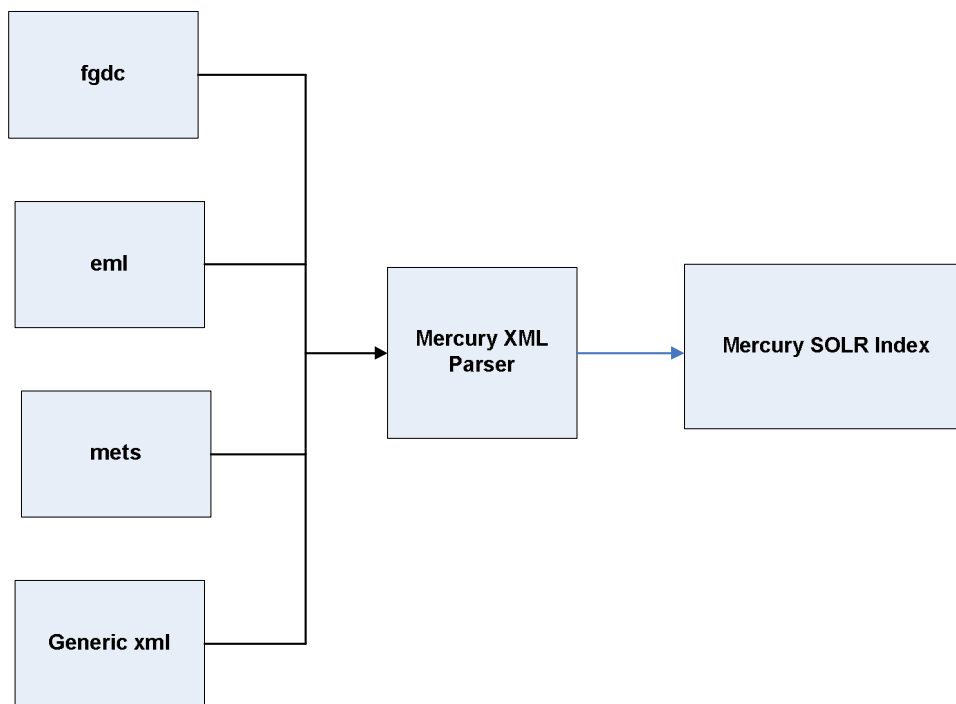 fgdc
eml
mets
Generic xml
Mercury XML
Parser
Mercury SOLR Index